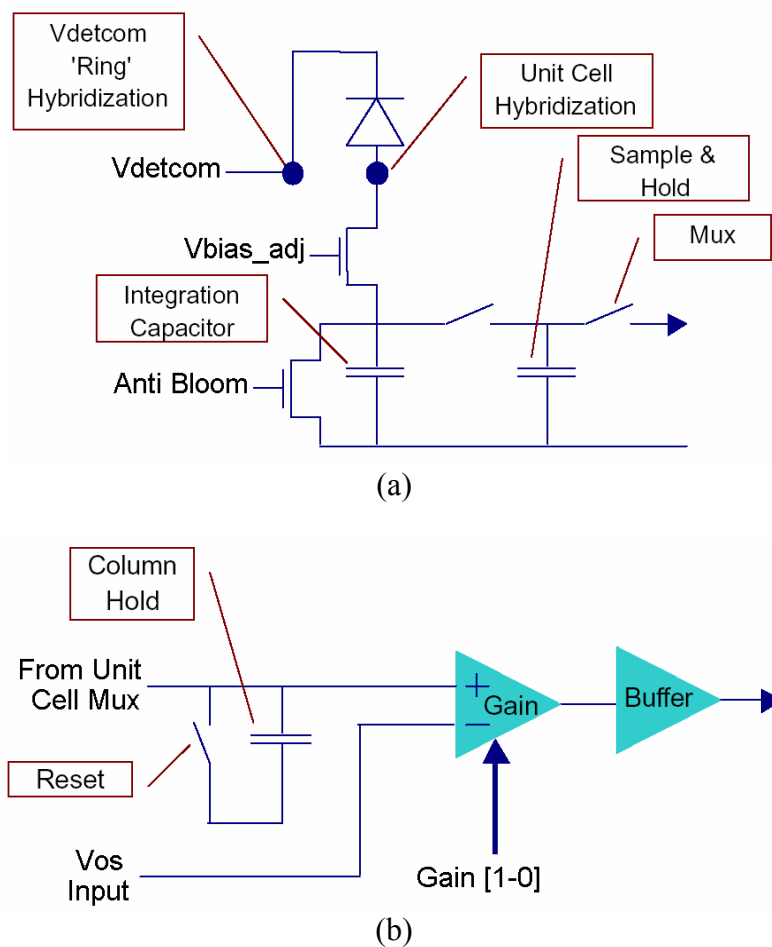 Vdetcom
'Ring'
Hybridization
Unit Cell
Hybridization
Sample &
Hold
Vdetcom
Mux
Vbias_adj
Integration
Capacitor
Anti Bloom
(a)
Column
Hold
From Unit
Cell Mux
+
Gain
−
Buffer
Reset
Vos
Input
Gain [1-0]
(b)